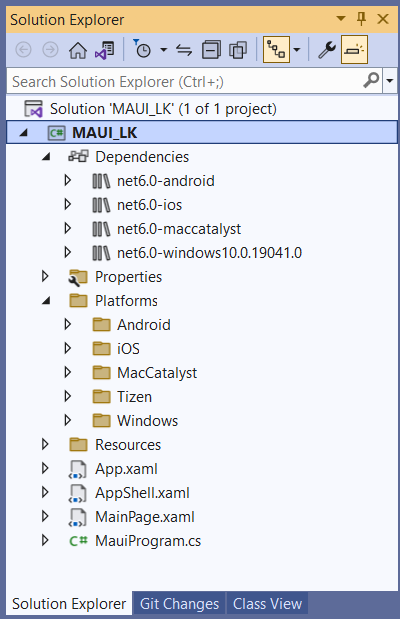 Solution Explorer
Search Solution Explorer (Ctrl+;)
Solution 'MAUI_LK' (1 of 1 project)
C# MAUI_LK
Dependencies
net6.0-android
net6.0-ios
net6.0-maccatalyst
net6.0-windows10.0.19041.0
Properties
Platforms
Android
iOS
MacCatalyst
Tizen
Windows
Resources
App.xaml
AppShell.xaml
MainPage.xaml
C# MauiProgram.cs
Solution Explorer Git Changes Class View